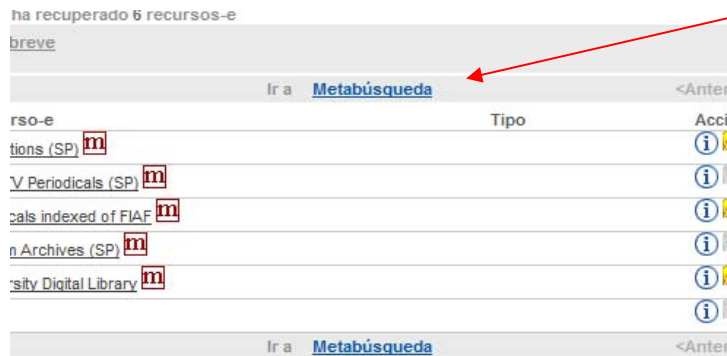 ha recuperado 6 recursos-e
breve
Ir a Metabúsqueda <Anter
rso-e Tipo Acci
tions (SP) m i
V Periodicals (SP) m i
cals indexed of FIAF m i
n Archives (SP) m i
rsity Digital Library m i
i
Ir a Metabúsqueda <Anter